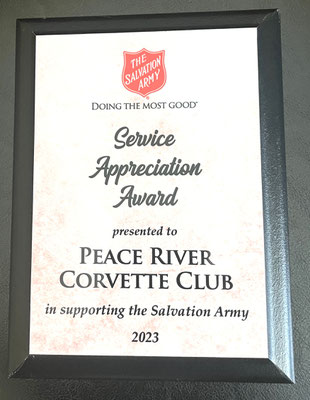 THE
SALVATION
ARMY
DOING THE MOST GOOD®
Service
Appreciation
Award
presented to
PEACE RIVER
CORVETTE CLUB
in supporting the Salvation Army
2023